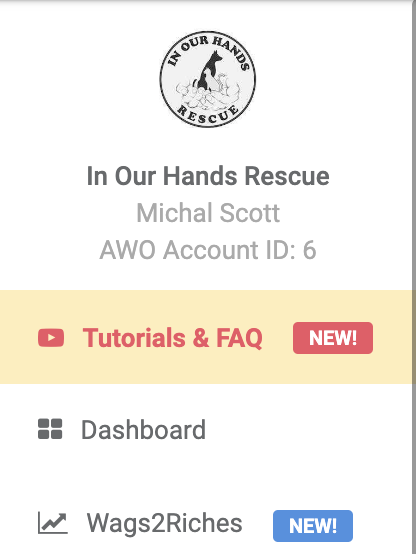 IN OUR HANDS
RESCUE
In Our Hands Rescue
Michal Scott
AWO Account ID: 6
Tutorials & FAQ NEW!
Dashboard
Wags2Riches NEW!